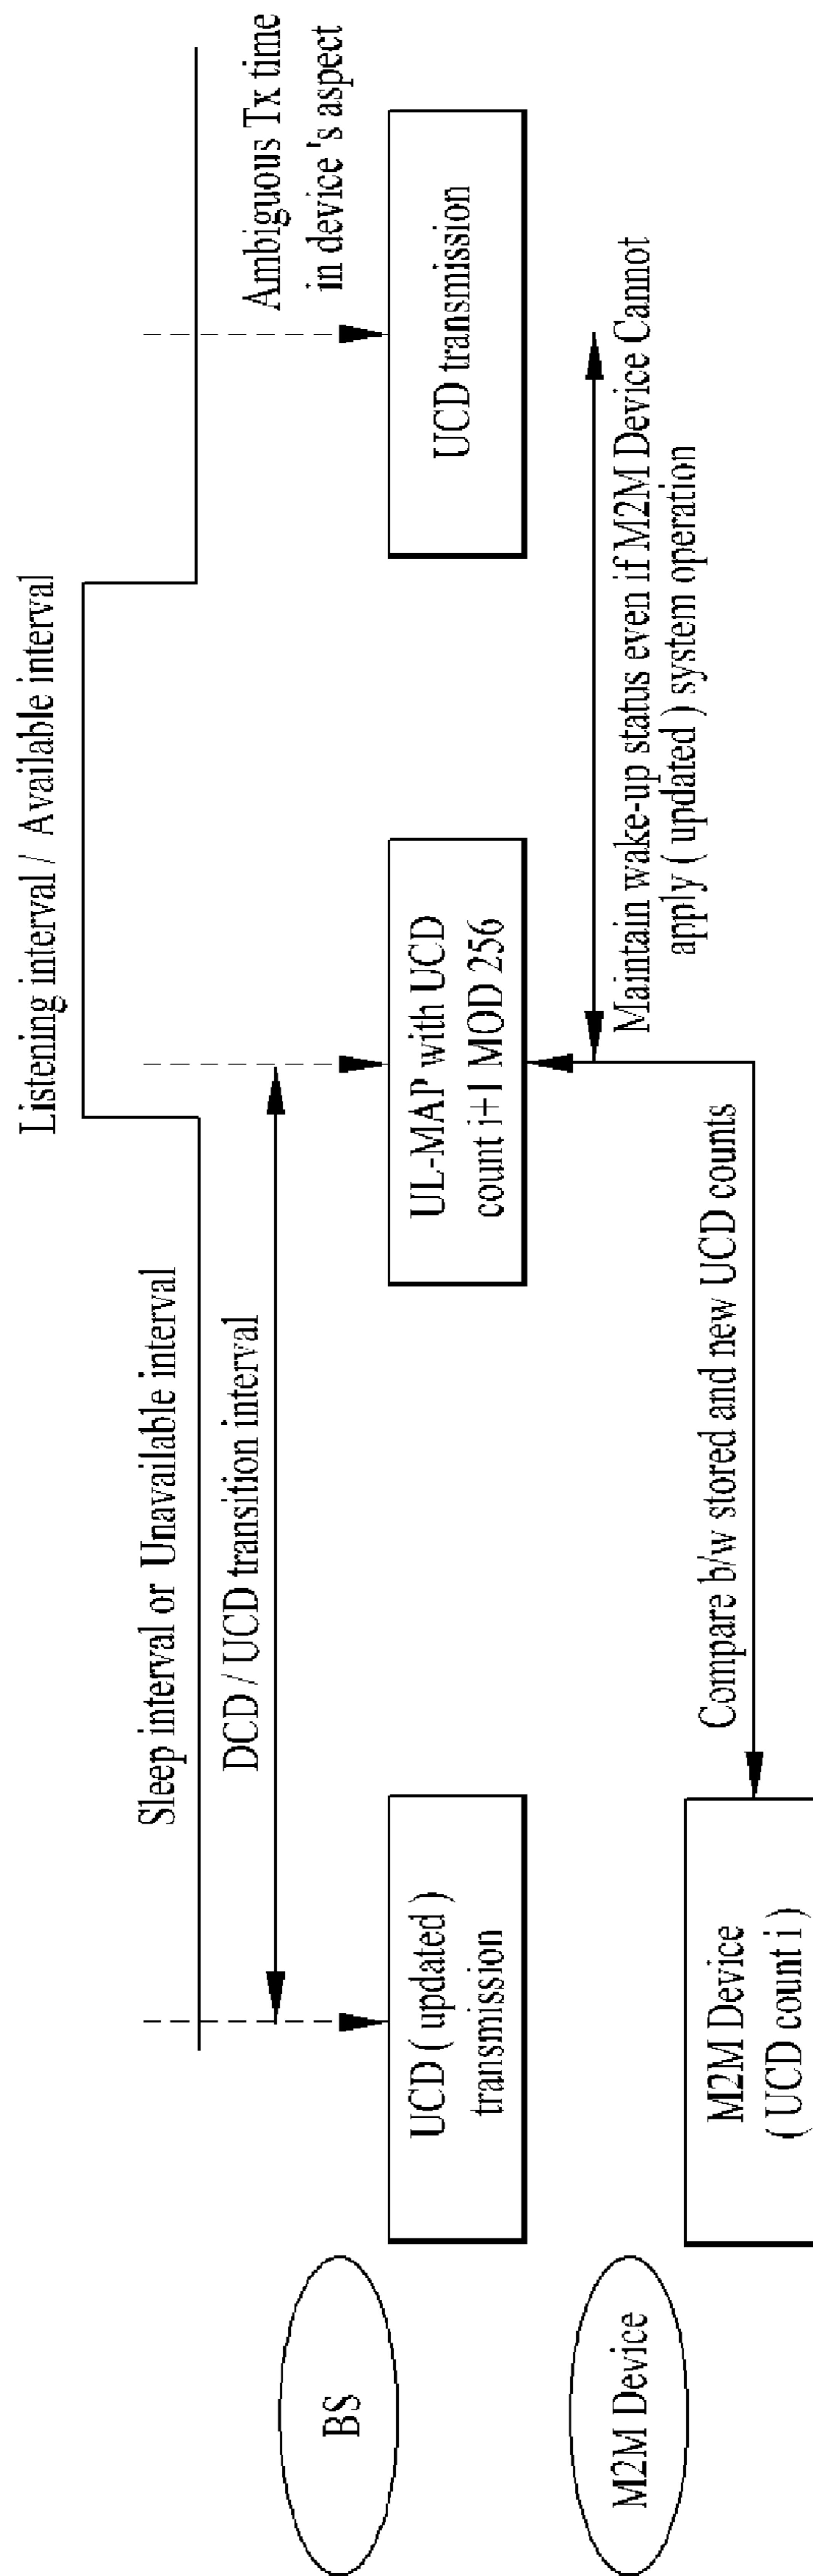 Listening interval / Available interval
Sleep interval or Unavailable interval
DCD / UCD transition interval
Ambiguous Tx time
in device's aspect
BS
UCD ( updated )
transmission
UL-MAP with UCD
count i+1 MOD 256
UCD transmission
Maintain wake-up status even if M2M Device Cannot
apply ( updated ) system operation
Compare b/w stored and new UCD counts
M2M Device
M2M Device
( UCD count i )